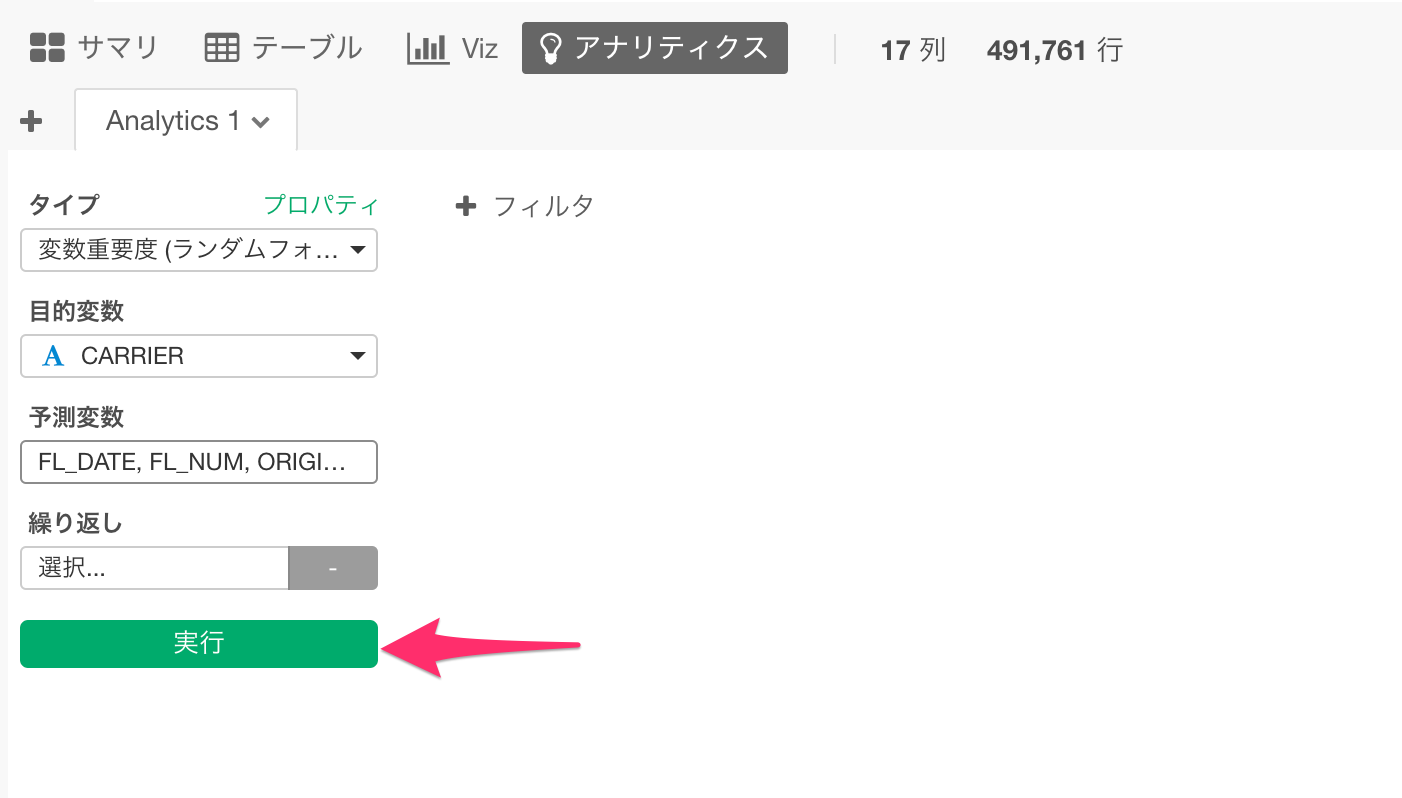 サマリ テーブル Viz アナリティクス 17 列 491,761 行
Analytics 1
タイプ プロパティ フィルタ
変数重要度 (ランダムフォ...
目的変数
A CARRIER
予測変数
FL_DATE, FL_NUM, ORIGI...
繰り返し
選択... -
実行